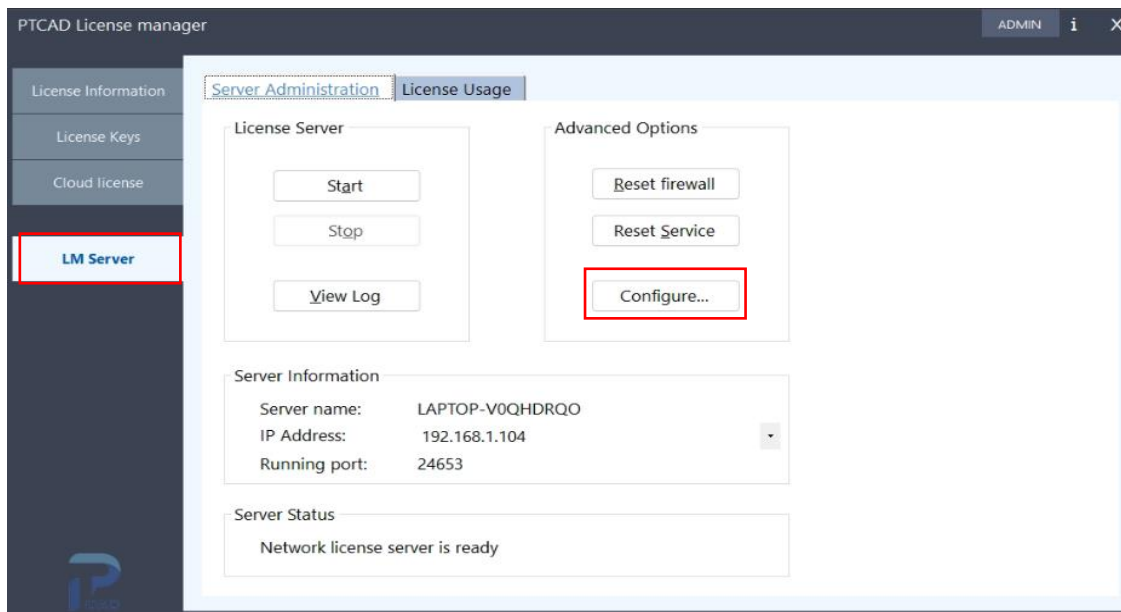 PTCAD License manager
ADMIN i X
License Information
License Keys
Cloud license
LM Server
Server Administration License Usage
License Server
Start
Stop
View Log
Advanced Options
Reset firewall
Reset Service
Configure...
Server Information
Server name: LAPTOP-V0QHDRQO
IP Address: 192.168.1.104
Running port: 24653
Server Status
Network license server is ready